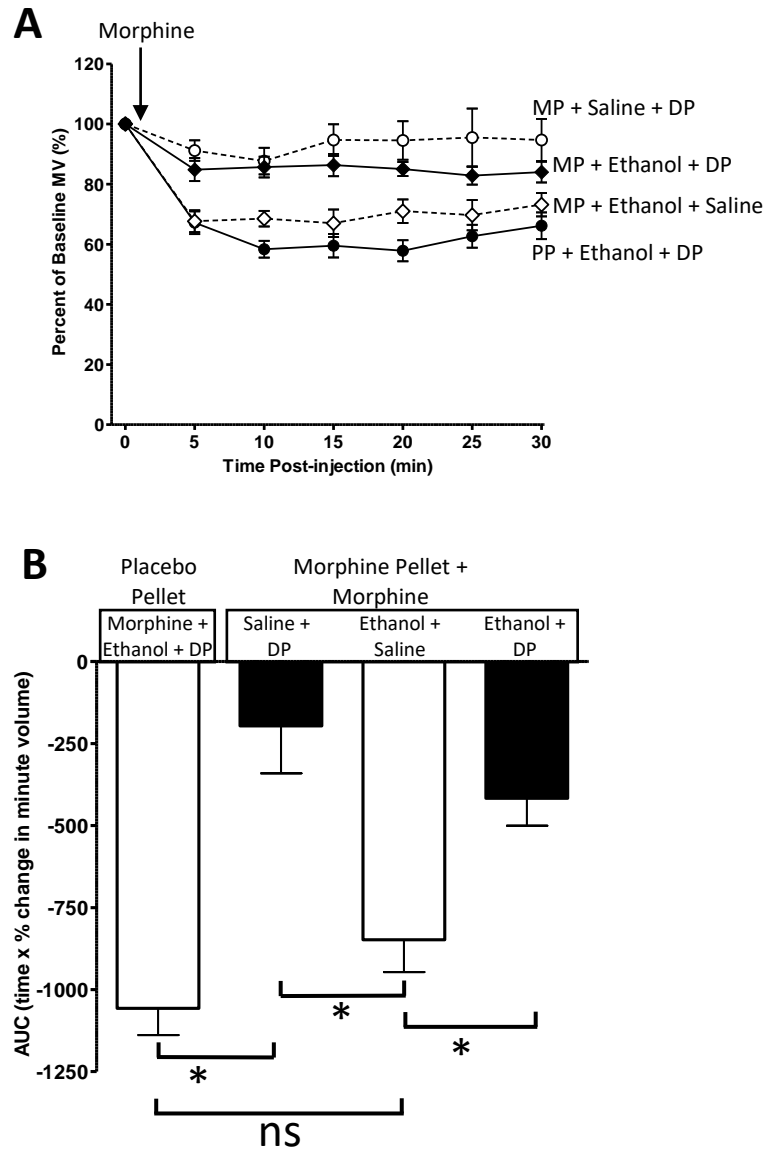 A
Morphine
120
100
80
60
40
20
0
Percent of Baseline MV (%)
MP + Saline + DP
MP + Ethanol + DP
MP + Ethanol + Saline
PP + Ethanol + DP
0 5 10 15 20 25 30
Time Post-injection (min)
B
Placebo
Pellet
Morphine Pellet +
Morphine
Morphine +
Ethanol + DP
Saline +
DP
Ethanol +
Saline
Ethanol +
DP
0
-250
-500
-750
-1000
-1250
AUC (time x % change in minute volume)
*
*
*
ns